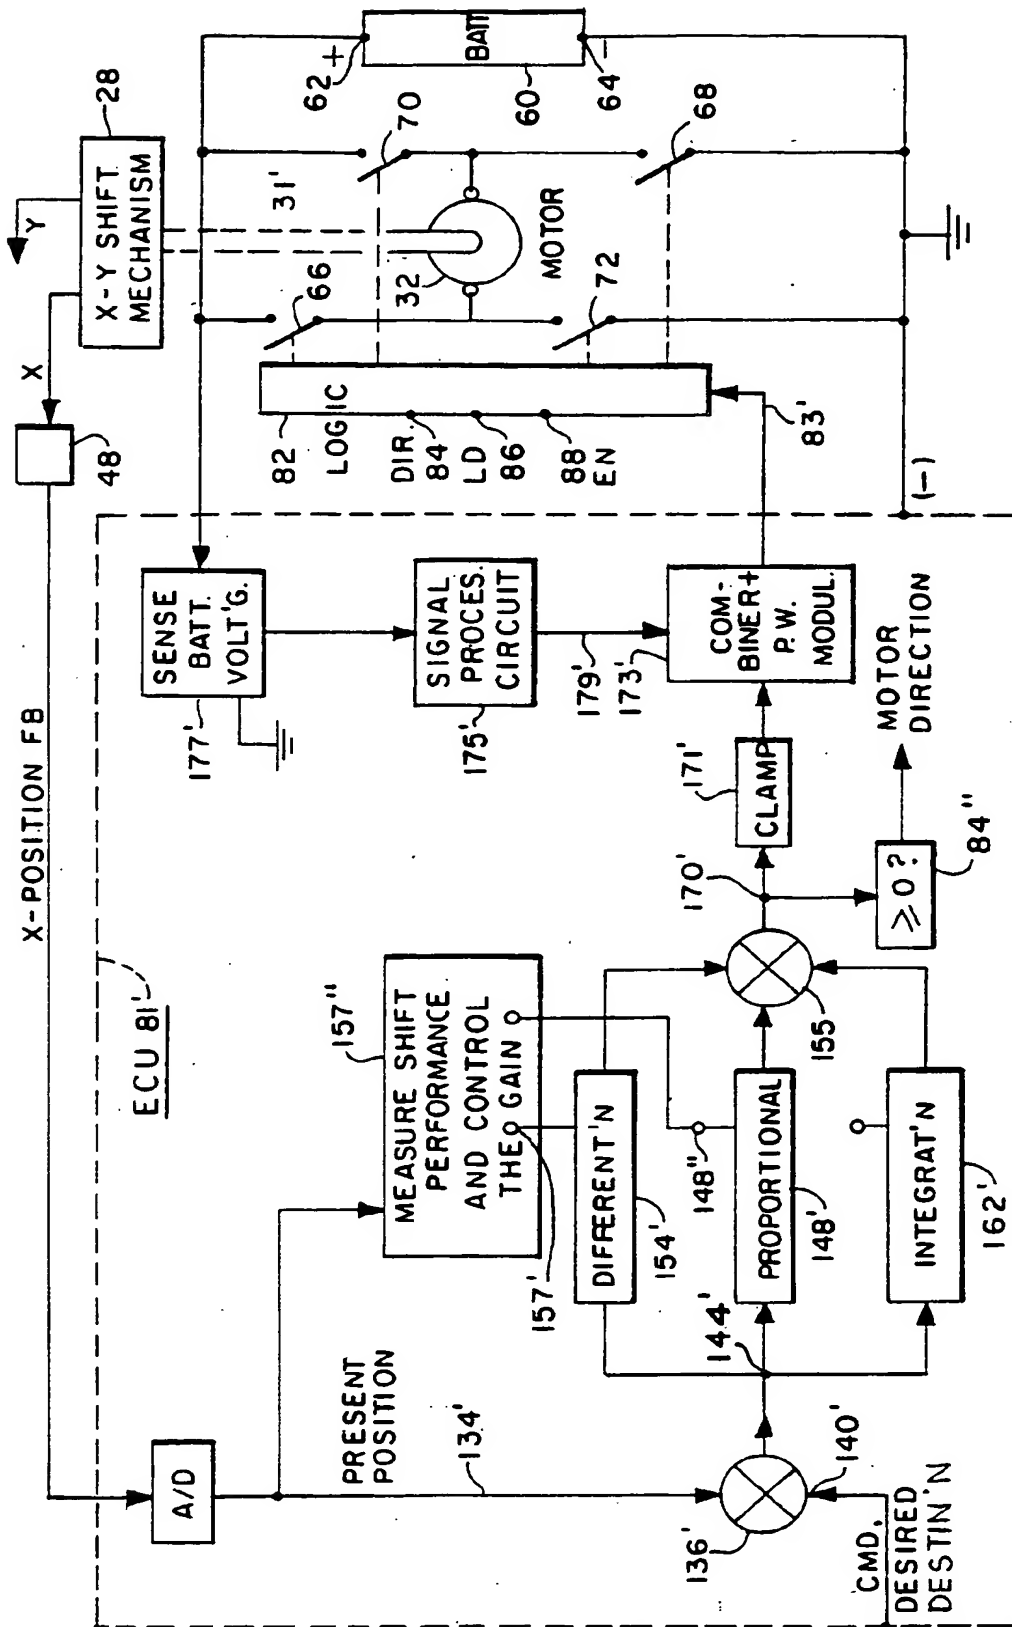 X-POSITION FB
ECU 81'
A/D
PRESENT
POSITION
134'
136'
140'
CMD,
DESIRED
DESTIN'N
144'
MEASURE SHIFT
PERFORMANCE
AND CONTROL
THE GAIN
157"
157'
DIFFERENT'N
154'
148"
PROPORTIONAL
148'
INTEGRAT'N
162'
155
170'
≥0?
84"
MOTOR
DIRECTION
CLAMP
171'
SENSE
BATT.
VOLT'G.
177'
SIGNAL
PROCES.
CIRCUIT
175'
179'
173'
COM-
BINER+
P.W.
MODUL.
83'
(-)
48
X
Y
X-Y SHIFT
MECHANISM
28
82
LOGIC
DIR.
84
LD
86
88
EN
66
31'
70
32
MOTOR
72
68
62
+
BATT
60
64
-